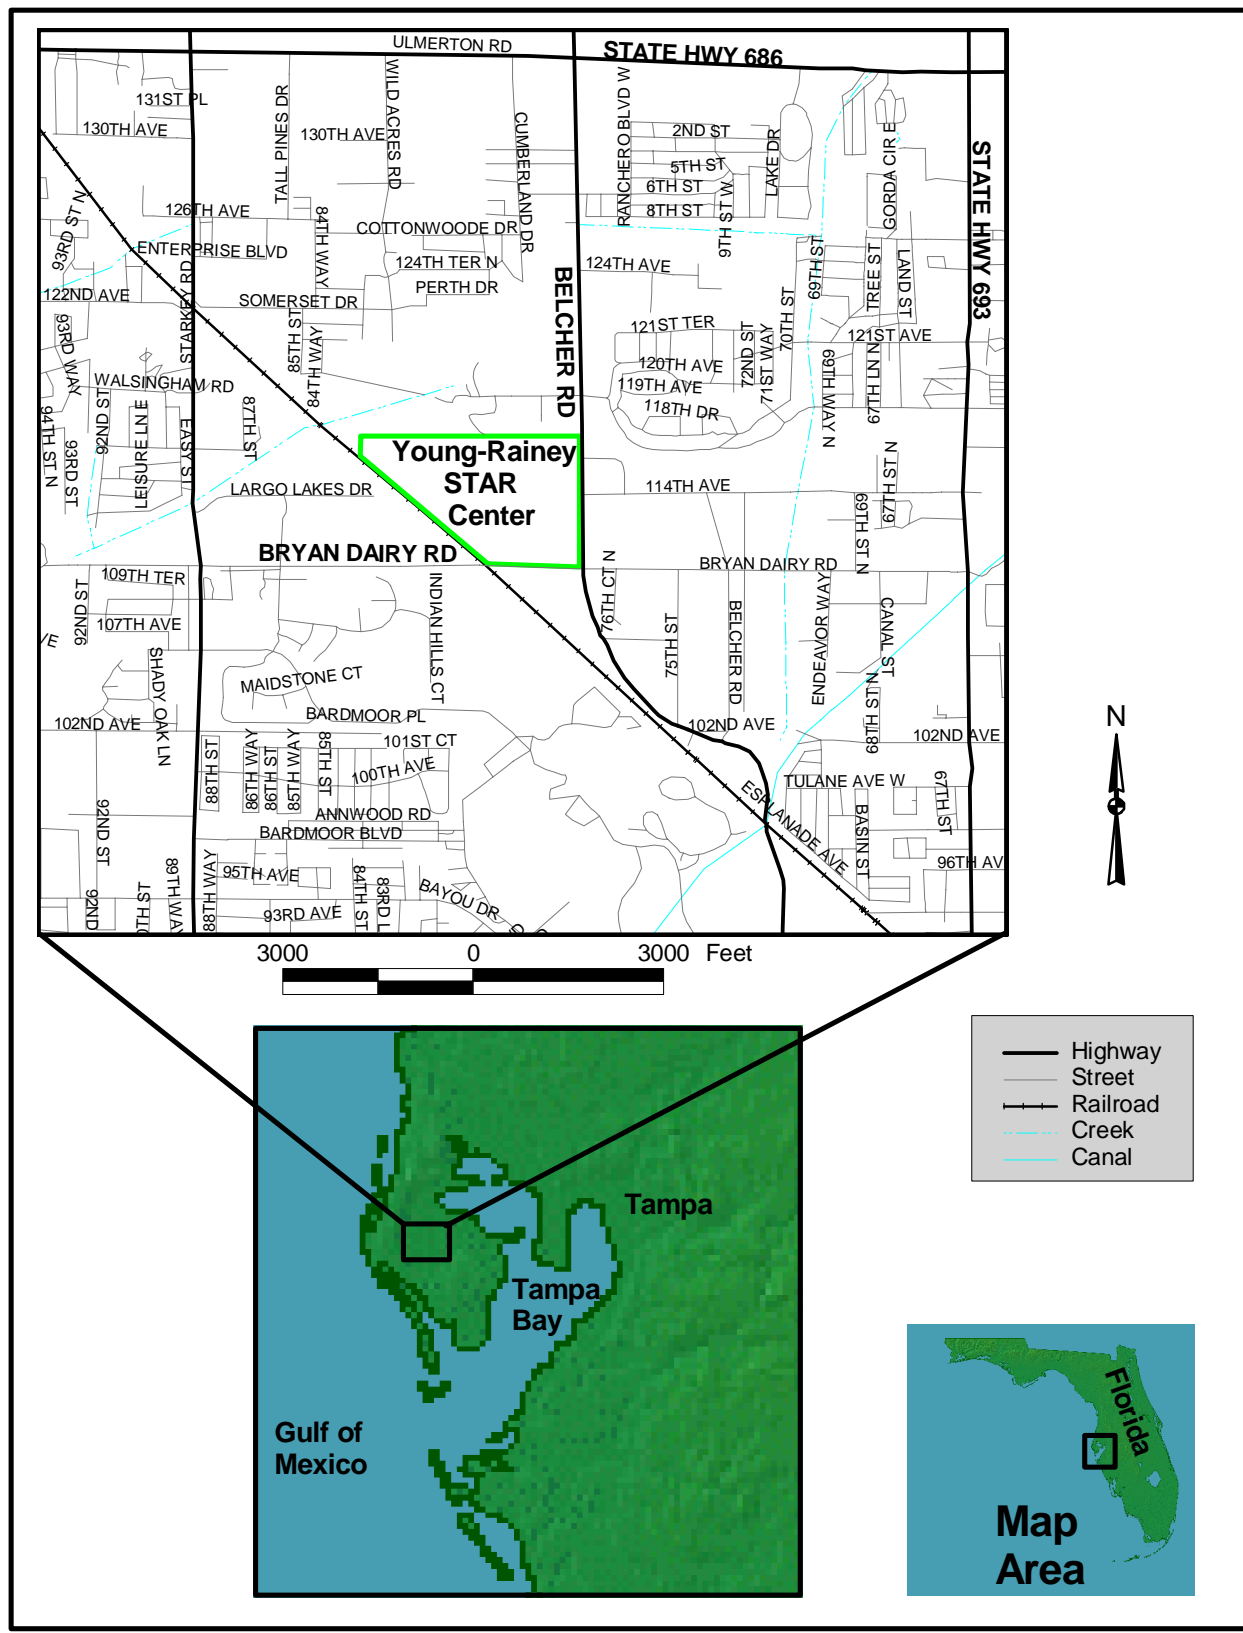 ULMERTON RD
STATE HWY 686
131ST PL
130TH AVE
TALL PINES DR
130TH AVE
WILD ACRES RD
CUMBERLAND DR
RANCHERO BLVD W
2ND ST
5TH ST
6TH ST
8TH ST
9TH ST W
LAKE DR
GORDA CIR E
STATE HWY 693
93RD ST N
126TH AVE
ENTERPRISE BLVD
84TH WAY
COTTONWOODE DR
124TH TER N
PERTH DR
BELCHER RD
124TH AVE
69TH ST
TREE ST
LAND ST
122ND AVE
STARKEY RD
SOMERSET DR
85TH ST
84TH WAY
121ST TER
120TH AVE
119TH AVE
118TH DR
72ND ST
71ST WAY
70TH ST
121ST AVE
69TH WAY N
67TH LN N
93RD WAY
WALSINGHAM RD
94TH ST N
93RD ST
92ND ST
LEISURE LN E
EASY ST
87TH ST
Young-Rainey
STAR
Center
LARGO LAKES DR
114TH AVE
67TH ST N
69TH ST N
BRYAN DAIRY RD
BRYAN DAIRY RD
109TH TER
92ND ST
107TH AVE
VE
INDIAN HILLS CT
76TH CT N
75TH ST
BELCHER RD
ENDEAVOR WAY
CANAL ST
SHADY OAK LN
MAIDSTONE CT
BARDMOOR PL
102ND AVE
102ND AVE
68TH ST N
102ND AVE
88TH ST
86TH WAY
86TH ST
85TH WAY
85TH ST
101ST CT
100TH AVE
ESPLANADE AVE
TULANE AVE W
BASIN ST
67TH ST
92ND ST
ANNWOOD RD
BARDMOOR BLVD
96TH AV
92ND
0TH ST
89TH WAY
88TH WAY
95TH AVE
93RD AVE
84TH ST
83RD L
BAYOU DR
D
N
3000 0 3000 Feet
Highway
Street
Railroad
Creek
Canal
Tampa
Tampa
Bay
Gulf of
Mexico
Florida
Map
Area